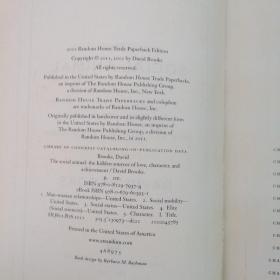 2012 Random House Trade Paperback Edition
Copyright © 2011, 2012 by David Brooks
All rights reserved.
Published in the United States by Random House Trade Paperbacks,
an imprint of The Random House Publishing Group,
a division of Random House, Inc., New York.
RANDOM HOUSE TRADE PAPERBACKS and colophon
are trademarks of Random House, Inc.
Originally published in hardcover and in slightly different form
in the United States by Random House, an imprint of
The Random House Publishing Group, a division of
Random House, Inc., in 2011.
LIBRARY OF CONGRESS CATALOGING-IN-PUBLICATION DATA
Brooks, David
The social animal: the hidden sources of love, character, and
achievement / David Brooks.
p. cm.
ISBN 978-0-8129-7937-4
eBook ISBN 978-0-679-60393-1
1. Man-woman relationships—United States. 2. Social mobility—
United States. 3. Social status—United States. 4. Elite
(Social sciences)—United States. 5. Character. I. Title.
2010045785
Printed in the United States of America
www.atrandom.com
468975
Book design by Barbara M. Bachman